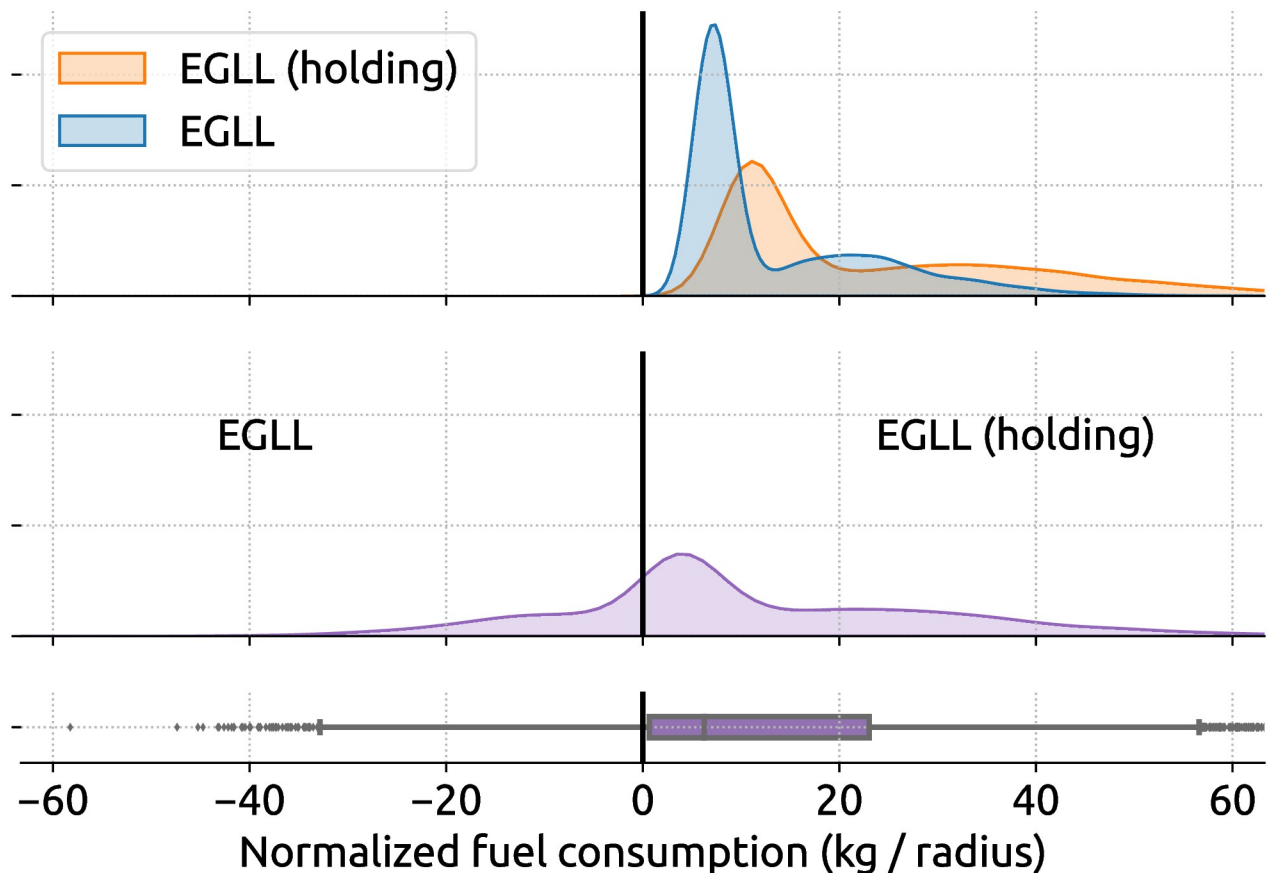 EGLL (holding)
EGLL
EGLL EGLL (holding)
−60 −40 −20 0 20 40 60
Normalized fuel consumption (kg / radius)